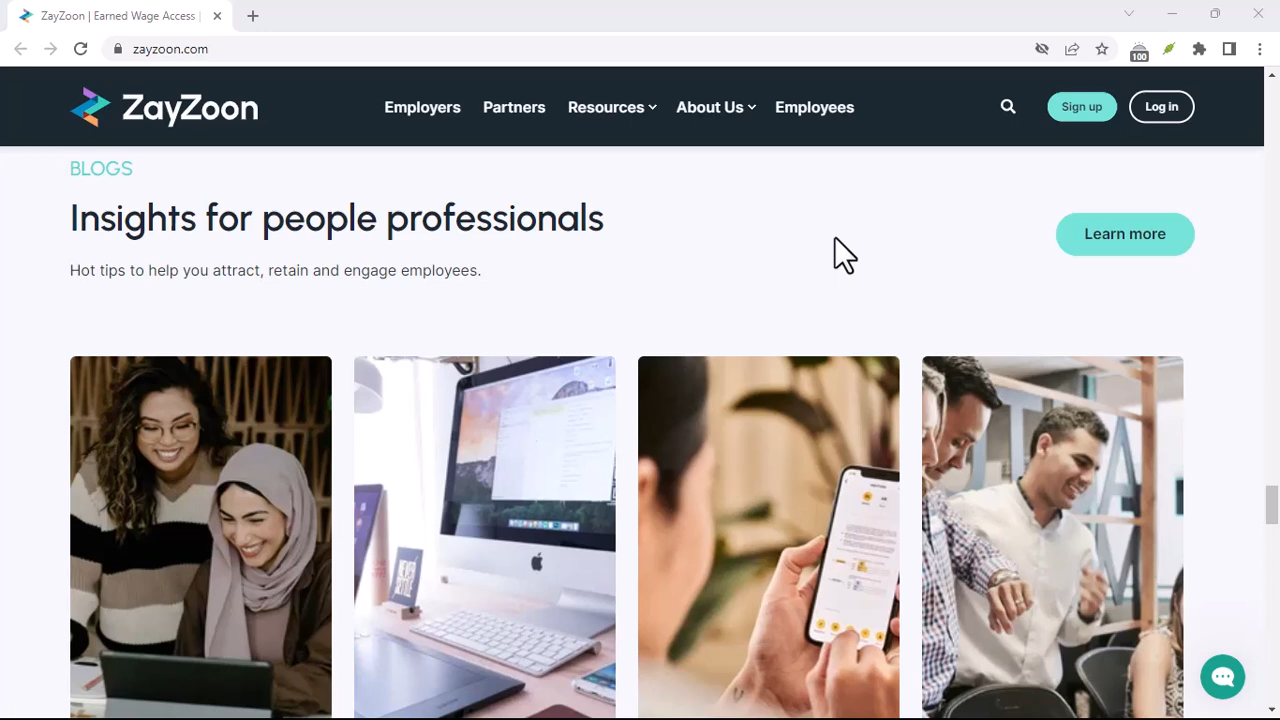 ZayZoon | Earned Wage Access |
zayzoon.com
100
ZayZoon
Employers
Partners
Resources
About Us
Employees
Sign up
Log in
BLOGS
Insights for people professionals
Learn more
Hot tips to help you attract, retain and engage employees.